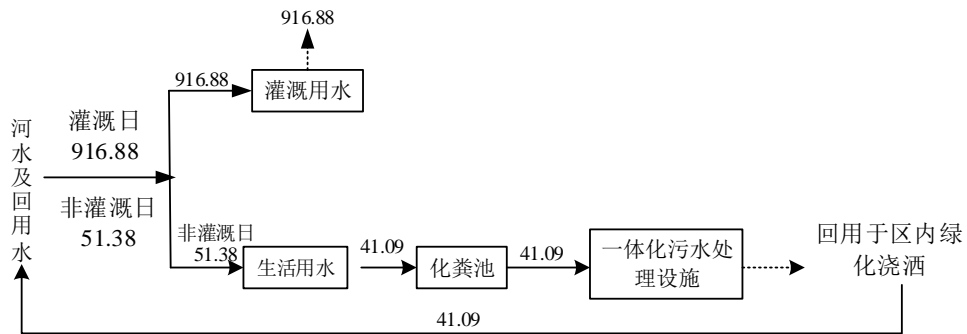 916.88
916.88
灌溉用水
河水及回用水
灌溉日
916.88
非灌溉日
51.38
非灌溉日
51.38
生活用水
41.09
化粪池
41.09
一体化污水处
理设施
回用于区内绿
化浇洒
41.09